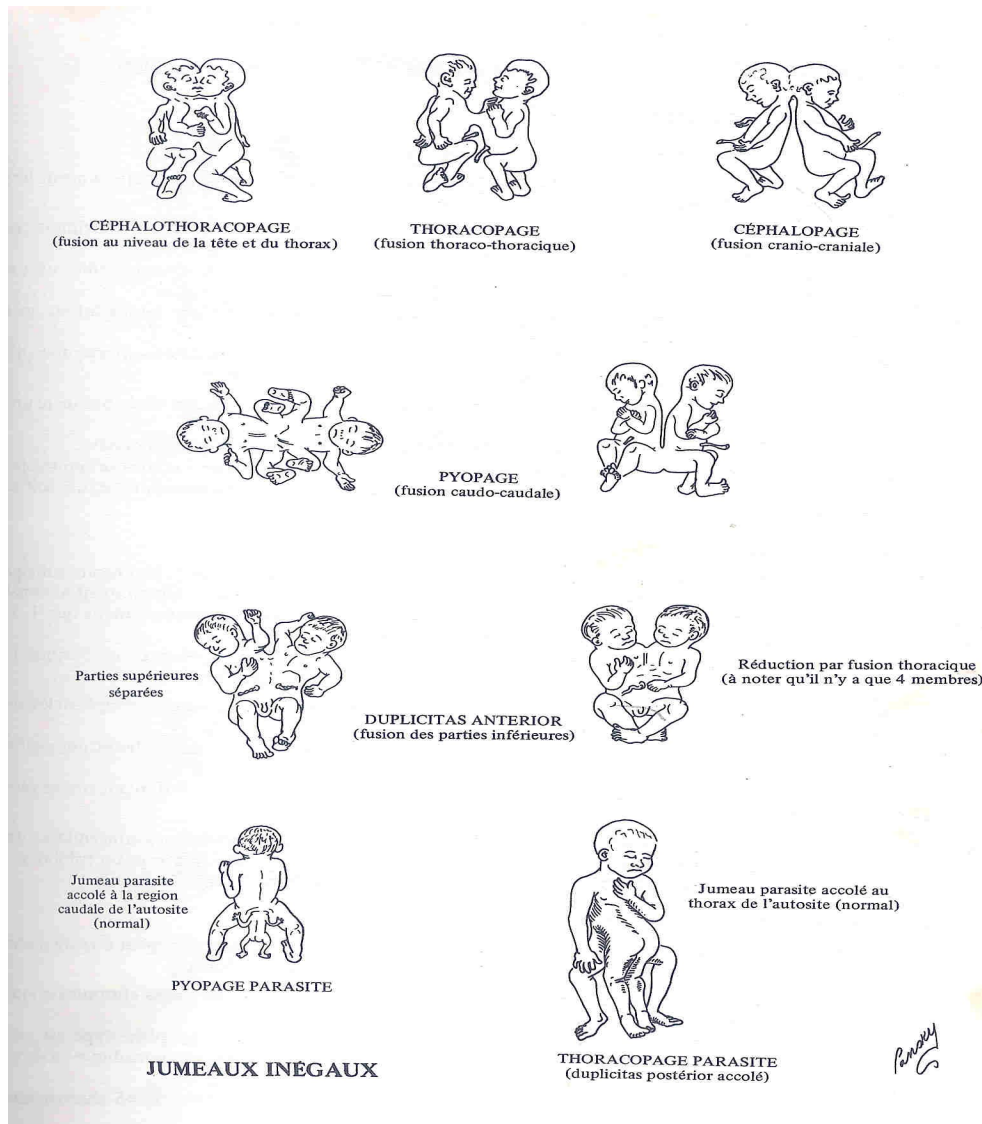 CÉPHALOTHORACOPAGE
(fusion au niveau de la tête et du thorax)
THORACOPAGE
(fusion thoraco-thoracique)
CÉPHALOPAGE
(fusion cranio-craniale)
PYOPAGE
(fusion caudo-caudale)
Parties supérieures
séparées
DUPLICITAS ANTERIOR
(fusion des parties inférieures)
Réduction par fusion thoracique
(à noter qu'il n'y a que 4 membres)
Jumeau parasite
accolé à la region
caudale de l'autosite
(normal)
PYOPAGE PARASITE
Jumeau parasite accolé au
thorax de l'autosite (normal)
THORACOPAGE PARASITE
(duplicitas postérior accolé)
JUMEAUX INÉGAUX
Pansky